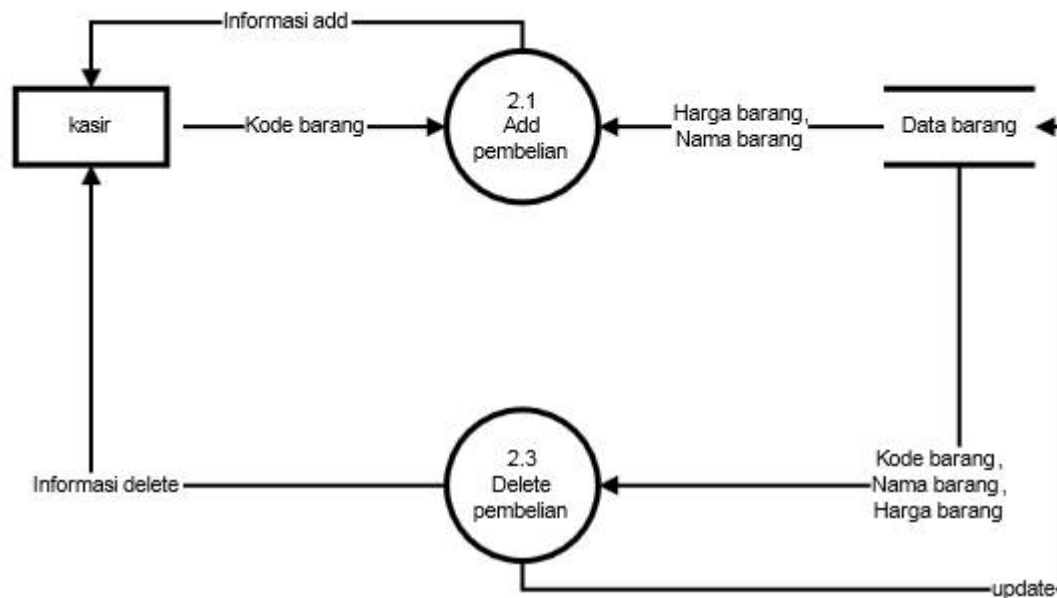 Informasi add
kasir
Kode barang
2.1
Add
pembelian
Harga barang,
Nama barang
Data barang
Informasi delete
2.3
Delete
pembelian
Kode barang,
Nama barang,
Harga barang
update